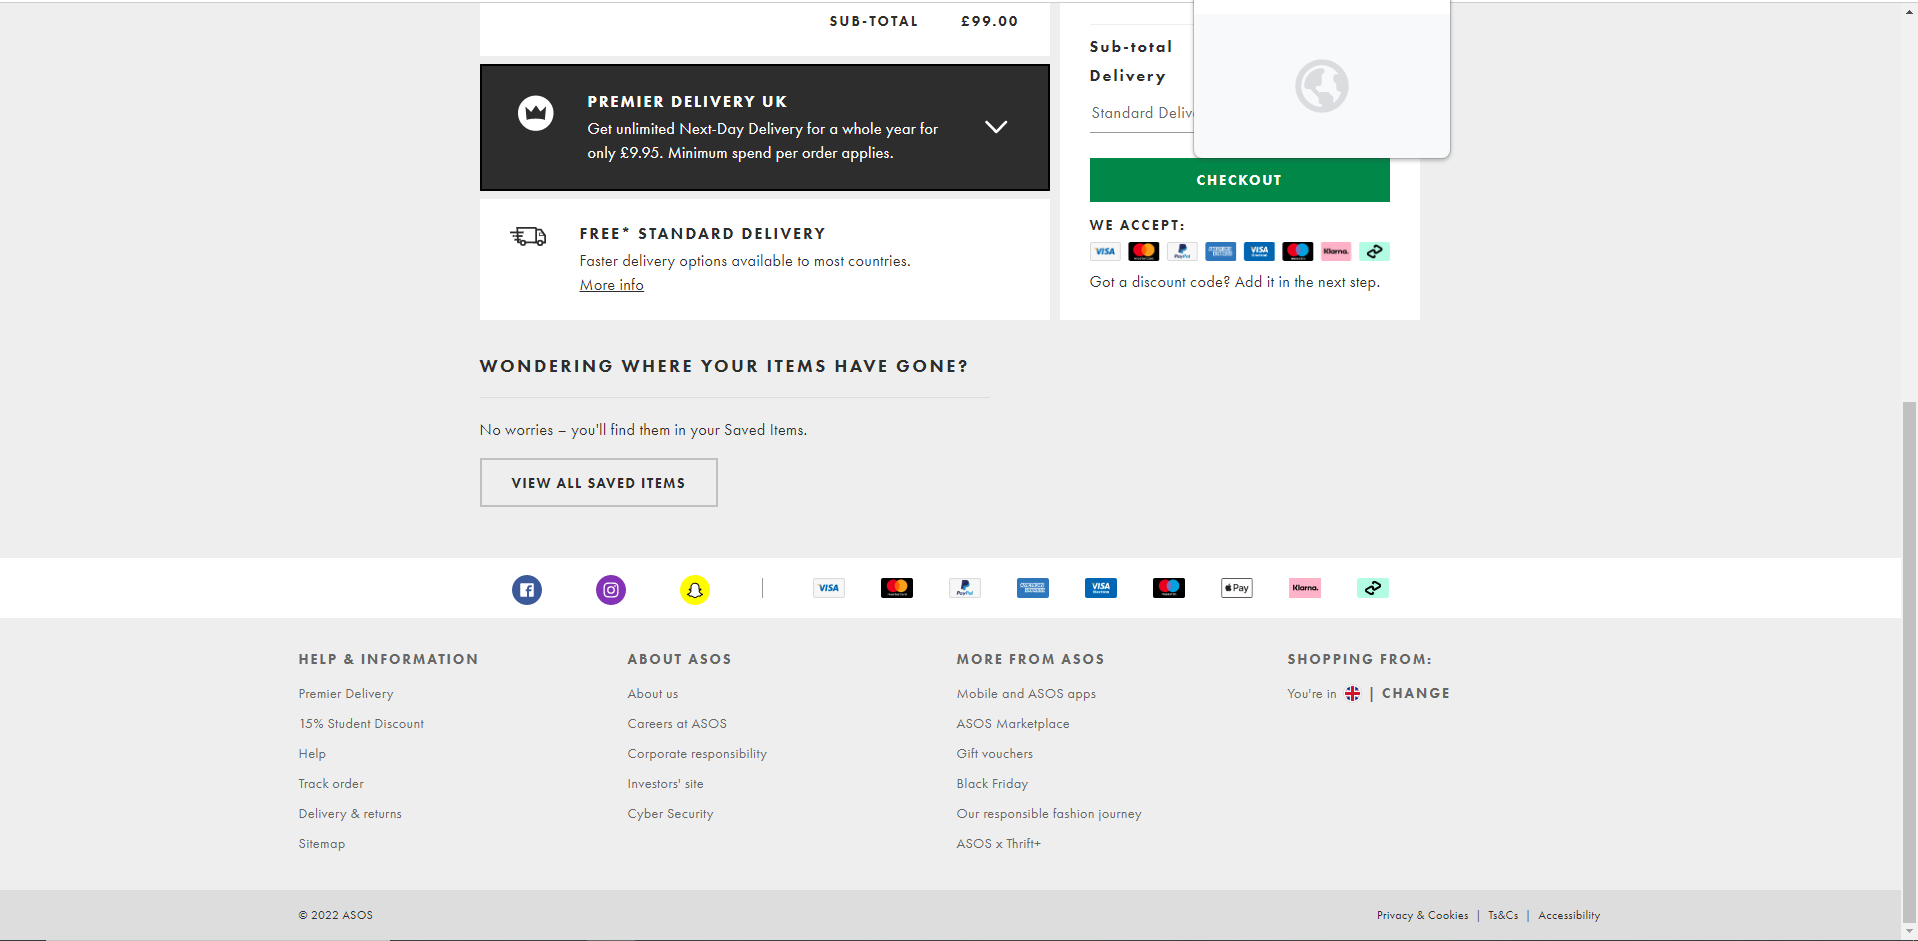 SUB-TOTAL £99.00
PREMIER DELIVERY UK
Get unlimited Next-Day Delivery for a whole year for
only £9.95. Minimum spend per order applies.
FREE* STANDARD DELIVERY
Faster delivery options available to most countries.
More info
Sub-total
Delivery
Standard Deliv
CHECKOUT
WE ACCEPT:
VISA PayPal VISA Klarna.
Got a discount code? Add it in the next step.
WONDERING WHERE YOUR ITEMS HAVE GONE?
No worries – you'll find them in your Saved Items.
VIEW ALL SAVED ITEMS
VISA PayPal VISA Pay Klarna.
HELP & INFORMATION
Premier Delivery
15% Student Discount
Help
Track order
Delivery & returns
Sitemap
ABOUT ASOS
About us
Careers at ASOS
Corporate responsibility
Investors' site
Cyber Security
MORE FROM ASOS
Mobile and ASOS apps
ASOS Marketplace
Gift vouchers
Black Friday
Our responsible fashion journey
ASOS x Thrift+
SHOPPING FROM:
You're in | CHANGE
© 2022 ASOS
Privacy & Cookies | Ts&Cs | Accessibility